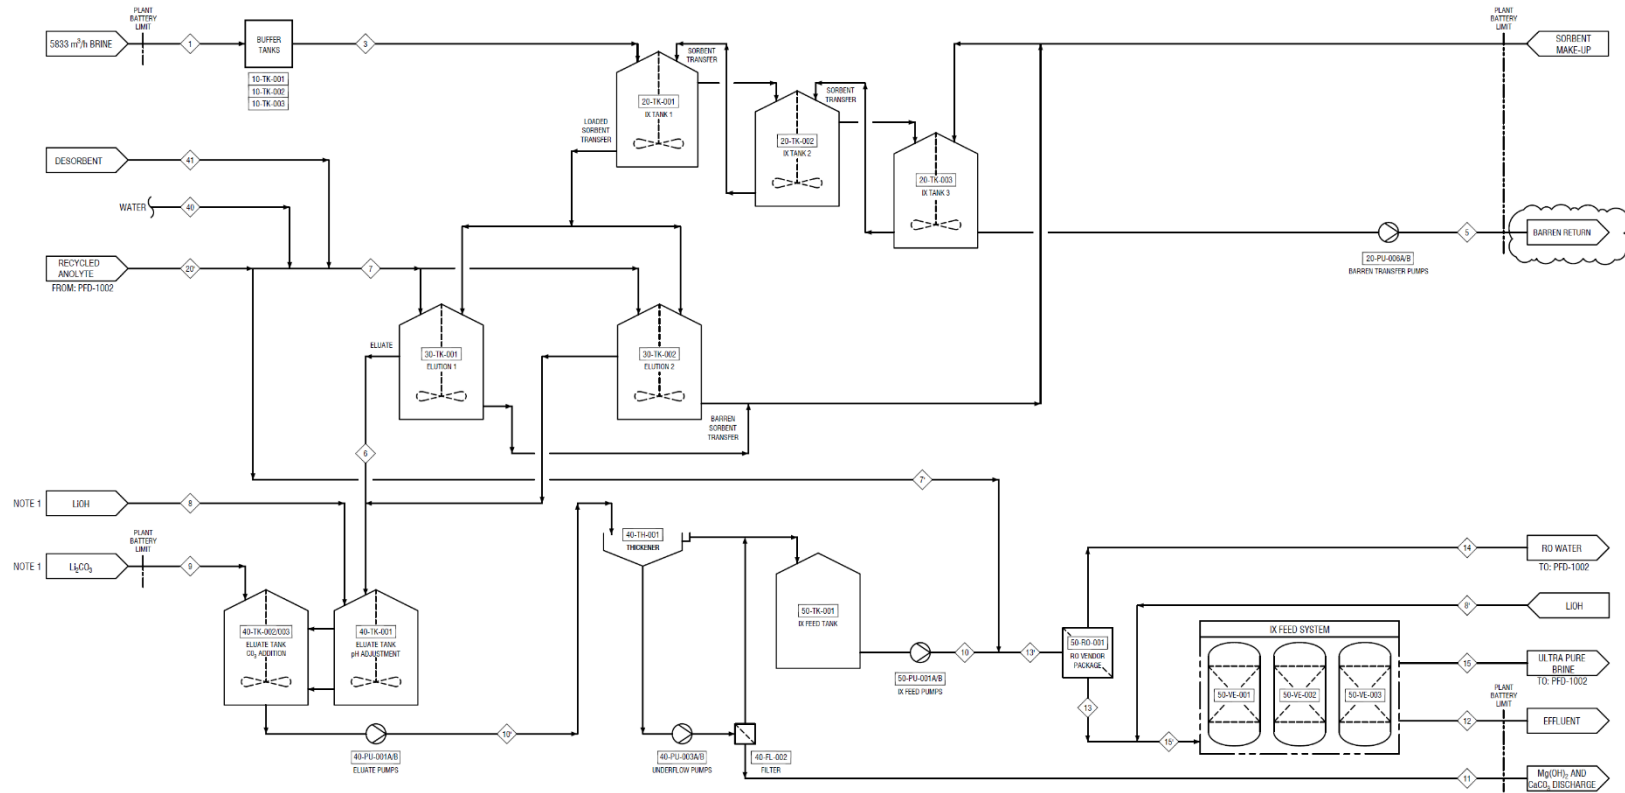 PLANT
BATTERY
LIMIT
5833 m³/h BRINE
1
BUFFER
TANKS
10-TK-001
10-TK-002
10-TK-003
3
SORBENT
TRANSFER
20-TK-001
IX TANK 1
LOADED
SORBENT
TRANSFER
SORBENT
TRANSFER
20-TK-002
IX TANK 2
20-TK-003
IX TANK 3
PLANT
BATTERY
LIMIT
SORBENT
MAKE-UP
DESORBENT
41
WATER
40
RECYCLED
ANOLYTE
FROM: PFD-1002
20'
7
20-PU-006A/B
BARREN TRANSFER PUMPS
5
BARREN RETURN
ELUATE
30-TK-001
ELUTION 1
30-TK-002
ELUTION 2
BARREN
SORBENT
TRANSFER
6
7'
NOTE 1
LiOH
8
NOTE 1
Li₂CO₃
PLANT
BATTERY
LIMIT
9
40-TK-002/003
ELUATE TANK
CO₂ ADDITION
40-TK-001
ELUATE TANK
pH ADJUSTMENT
40-PU-001A/B
ELUATE PUMPS
10'
40-TH-001
THICKENER
40-PU-003A/B
UNDERFLOW PUMPS
40-FL-002
FILTER
50-TK-001
IX FEED TANK
50-PU-001A/B
IX FEED PUMPS
10
13'
50-RO-001
RO VENDOR
PACKAGE
13
15'
14
RO WATER
TO: PFD-1002
8'
LiOH
IX FEED SYSTEM
50-VE-001
50-VE-002
50-VE-003
15
ULTRA PURE
BRINE
TO: PFD-1002
PLANT
BATTERY
LIMIT
12
EFFLUENT
11
Mg(OH)₂ AND
CaCO₃ DISCHARGE